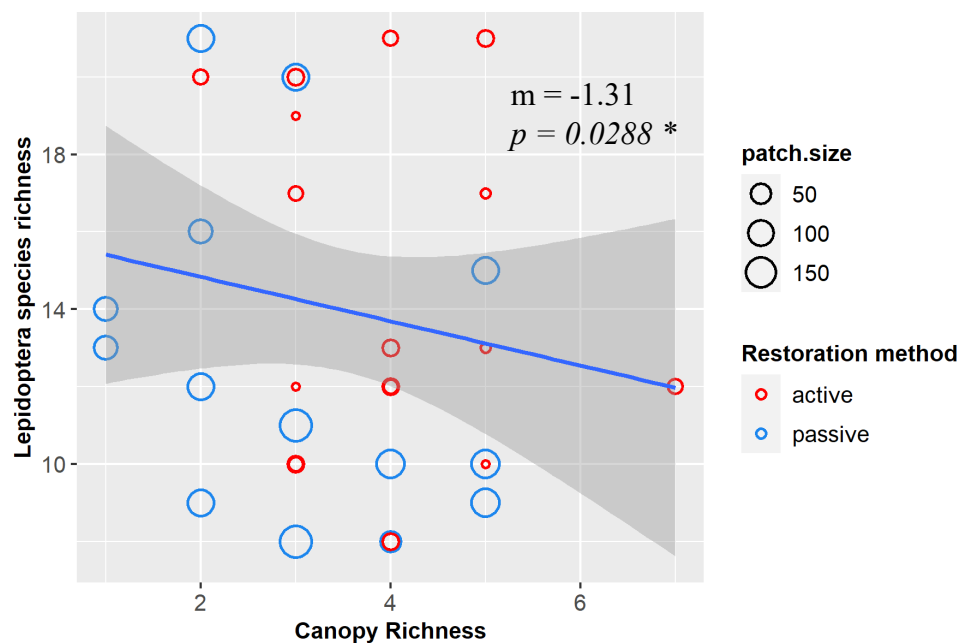 m = -1.31
p = 0.0288 *
18
14
10
2
4
6
Lepidoptera species richness
Canopy Richness
patch.size
50
100
150
Restoration method
active
passive